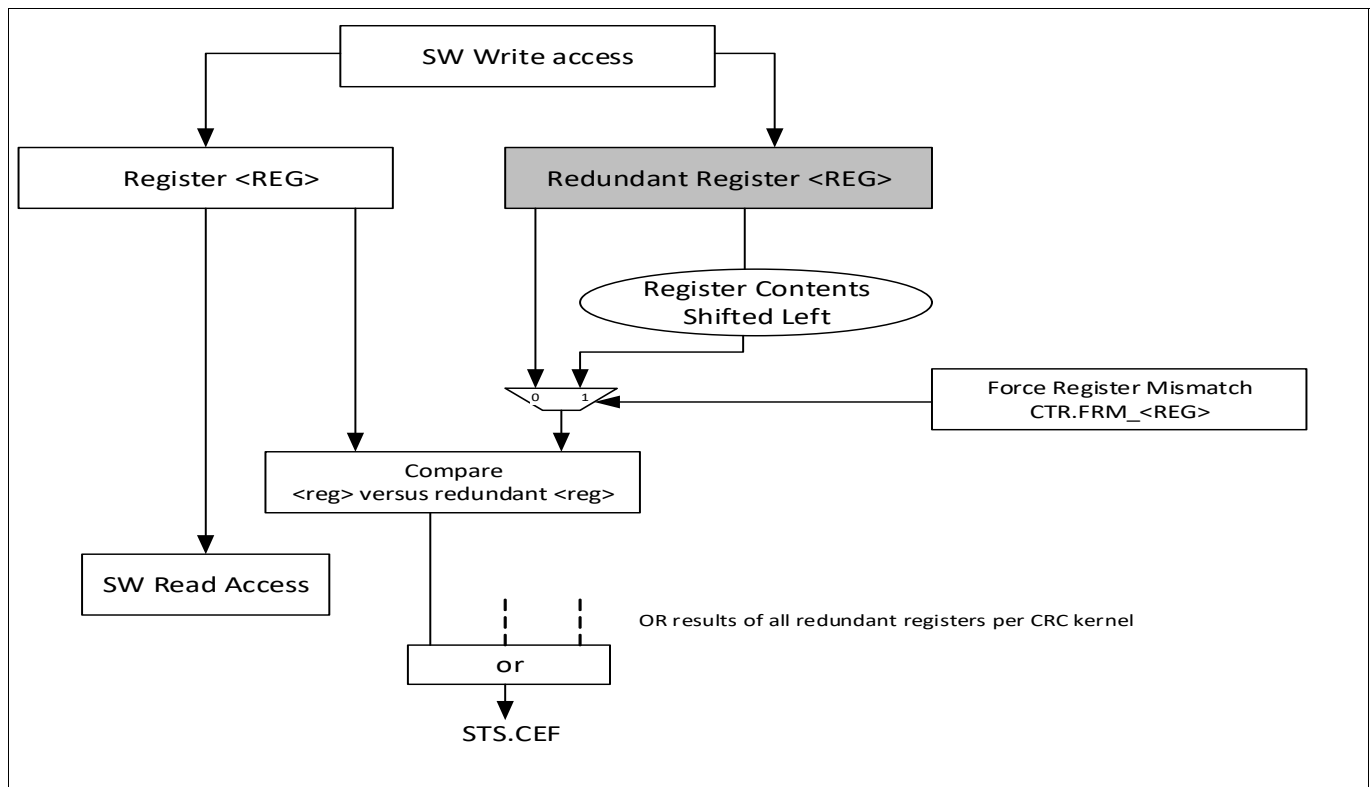 SW Write access
Register <REG>
Redundant Register <REG>
Register Contents
Shifted Left
0 1
Force Register Mismatch
CTR.FRM_<REG>
Compare
<reg> versus redundant <reg>
SW Read Access
OR results of all redundant registers per CRC kernel
or
STS.CEF